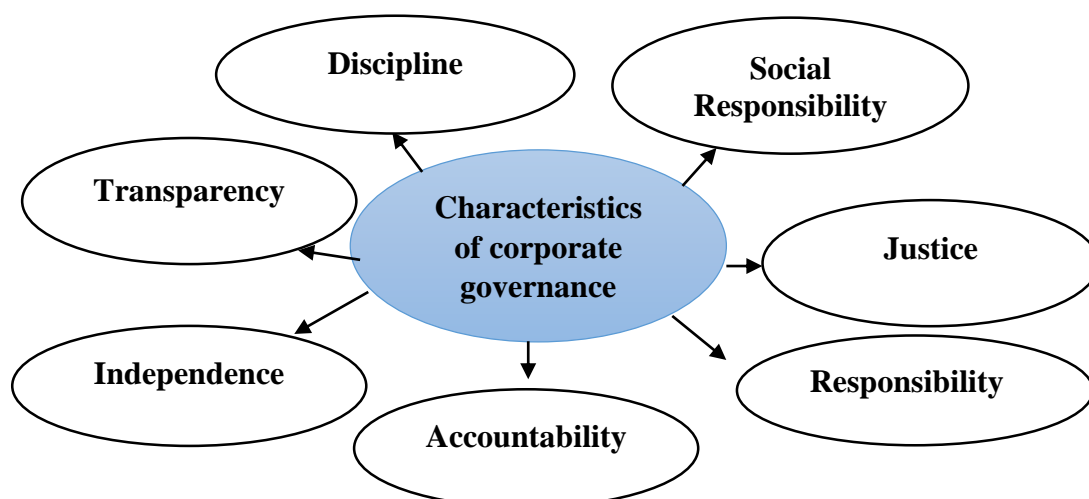 Discipline
Social
Responsibility
Transparency
Characteristics
of corporate
governance
Justice
Independence
Responsibility
Accountability